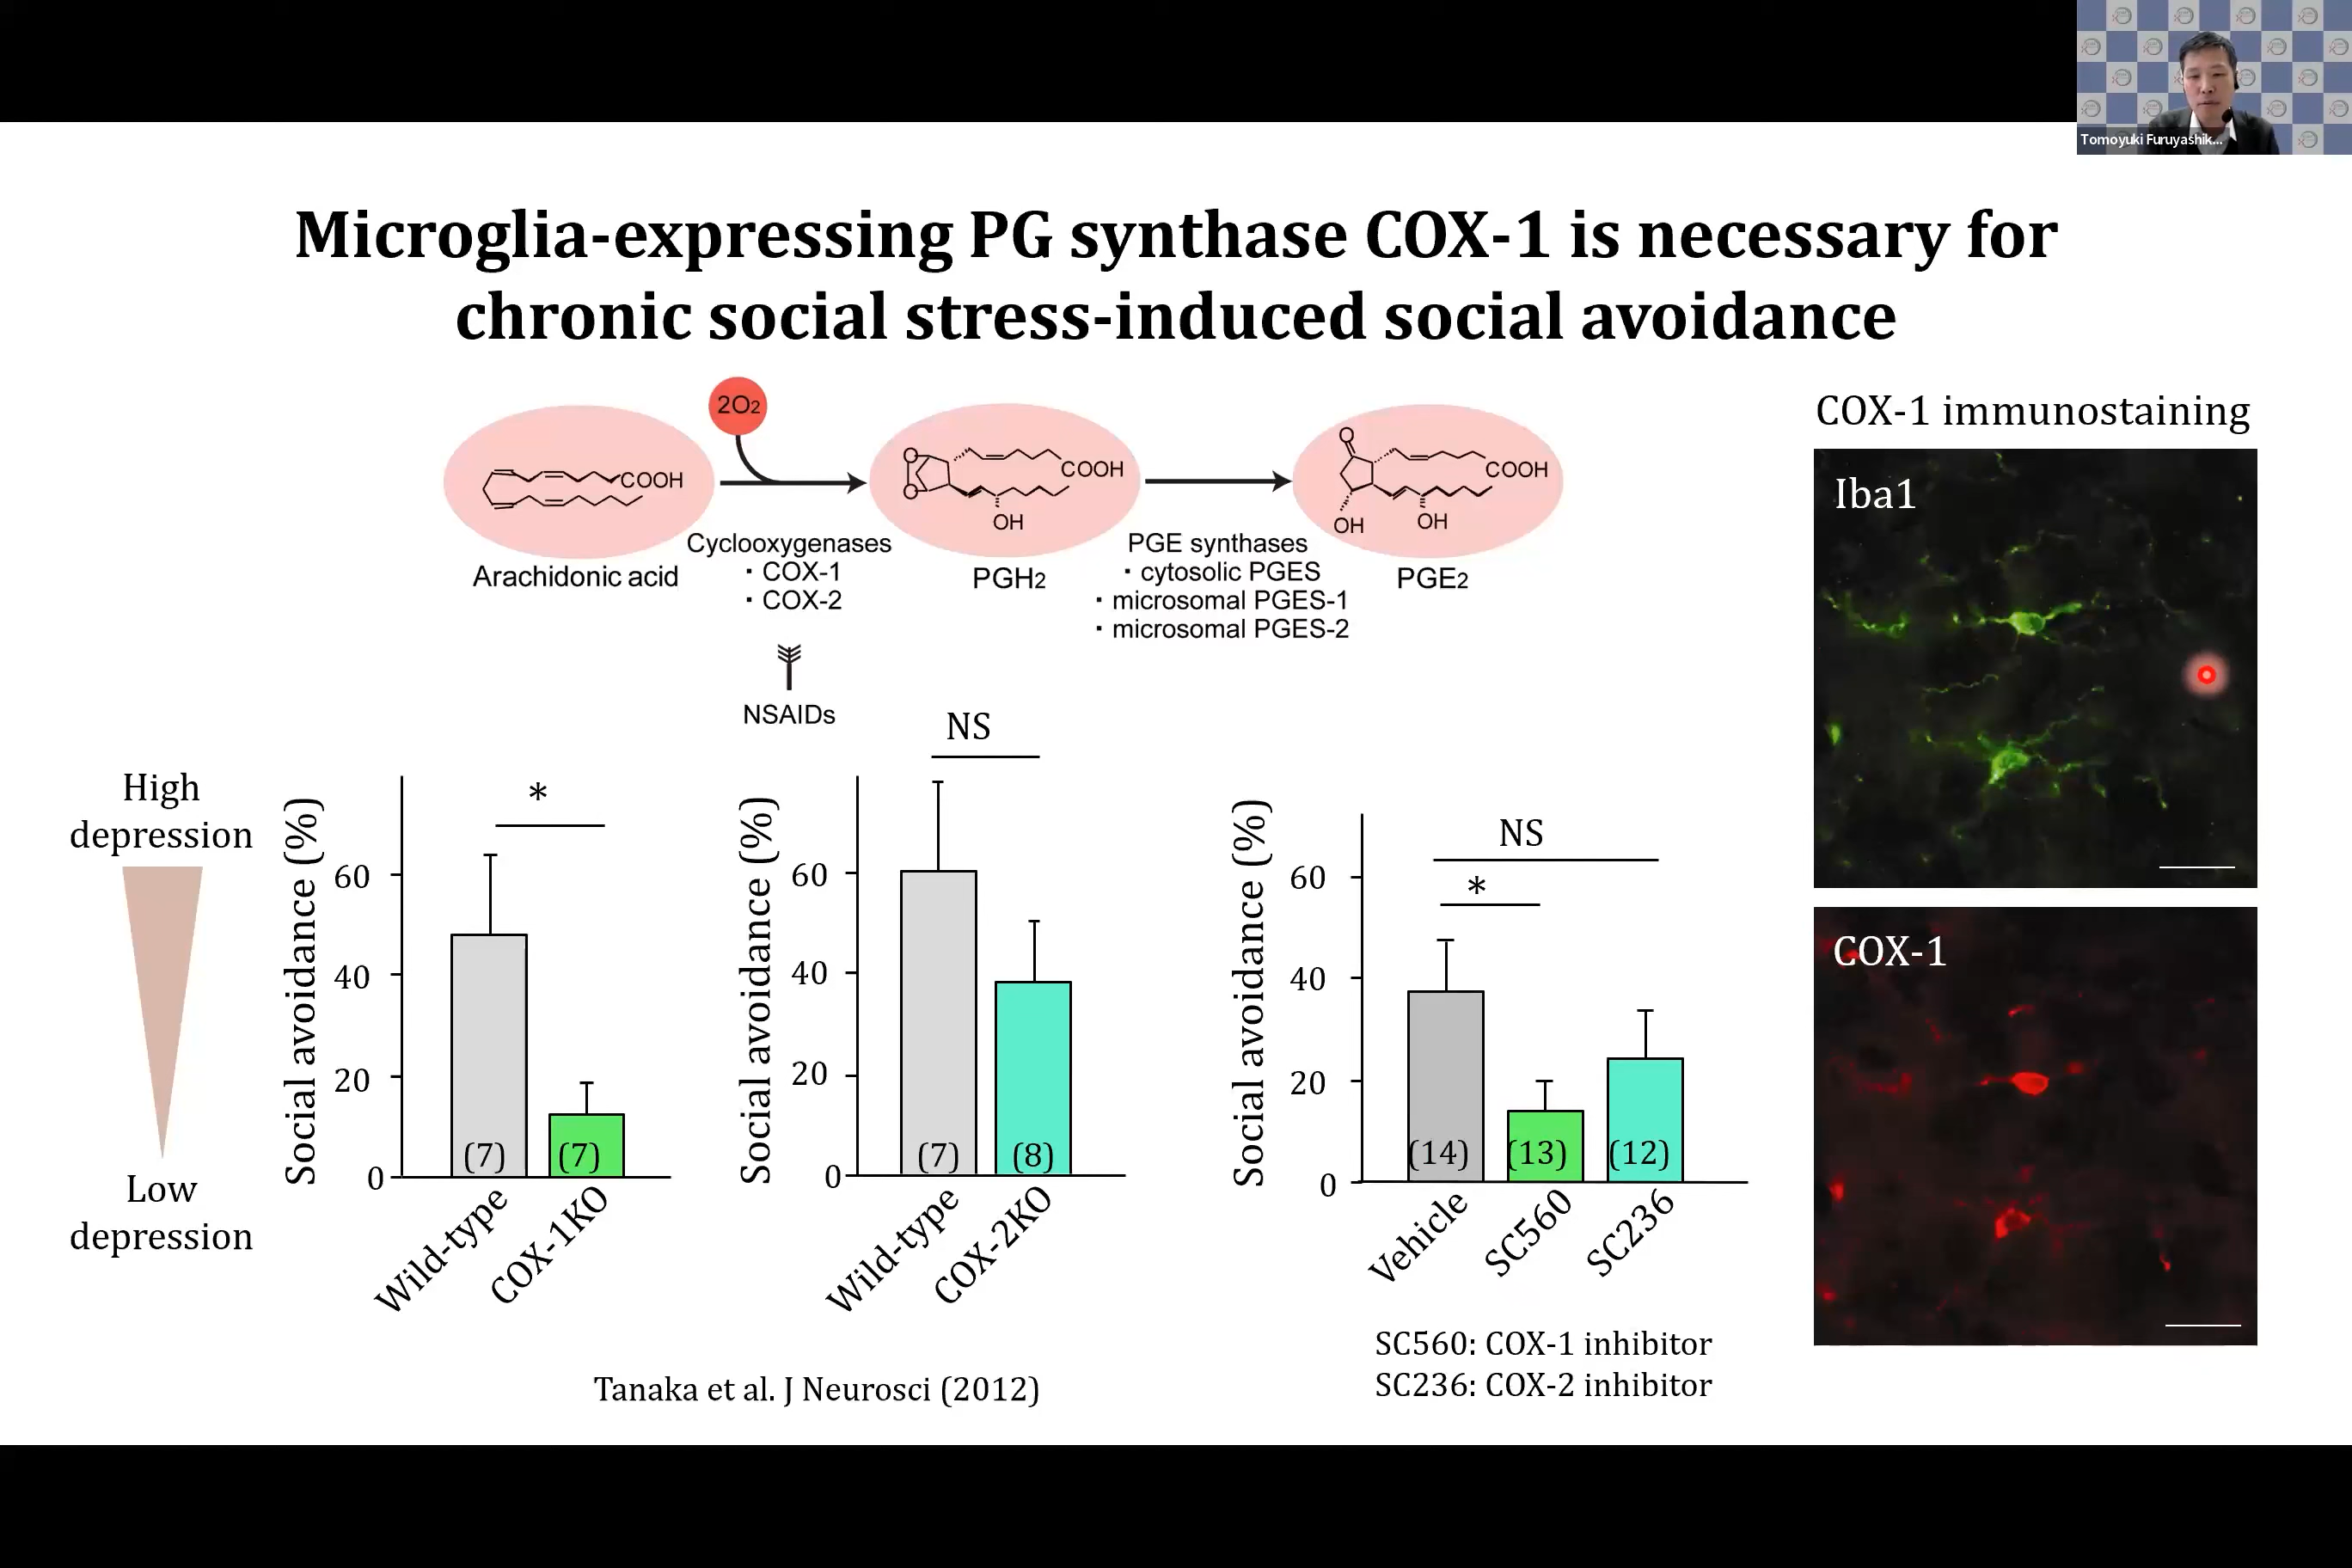 Tomoyuki Furuyashik...
Microglia-expressing PG synthase COX-1 is necessary for
chronic social stress-induced social avoidance
2O2
COOH
Arachidonic acid
Cyclooxygenases
・COX-1
・COX-2
NSAIDs
O
O
COOH
OH
PGH2
PGE synthases
・cytosolic PGES
・microsomal PGES-1
・microsomal PGES-2
O
COOH
OH
OH
PGE2
COX-1 immunostaining
Iba1
COX-1
High
depression
Low
depression
Social avoidance (%)
60
40
20
0
*
(7)
(7)
Wild-type
COX-1KO
Social avoidance (%)
60
40
20
0
NS
(7)
(8)
Wild-type
COX-2KO
Social avoidance (%)
60
40
20
0
NS
*
(14)
(13)
(12)
Vehicle
SC560
SC236
SC560: COX-1 inhibitor
SC236: COX-2 inhibitor
Tanaka et al. J Neurosci (2012)